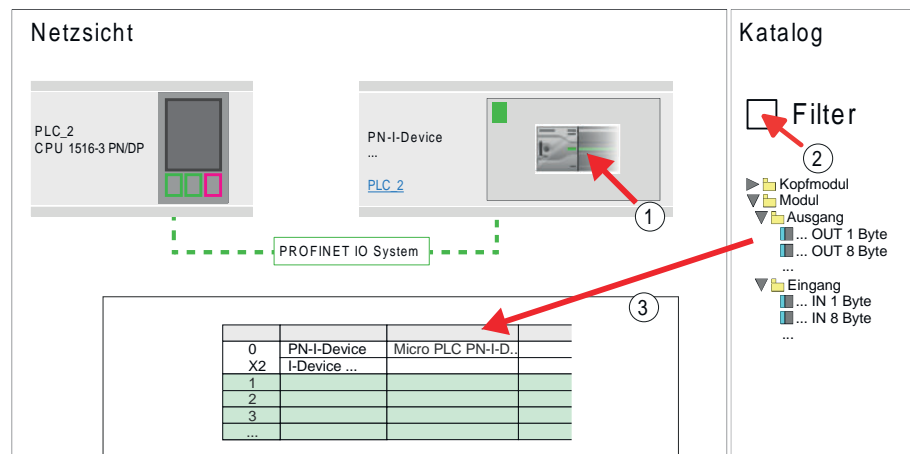 Netzsicht
Katalog
PLC_2
CPU 1516-3 PN/DP
PN-I-Device
...
PLC_2
1
PROFINET IO System
Filter
2
Kopfmodul
Modul
Ausgang
... OUT 1 Byte
... OUT 8 Byte
...
Eingang
... IN 1 Byte
... IN 8 Byte
...
3
0 PN-I-Device Micro PLC PN-I-D..
X2 I-Device ...
1
2
3
...